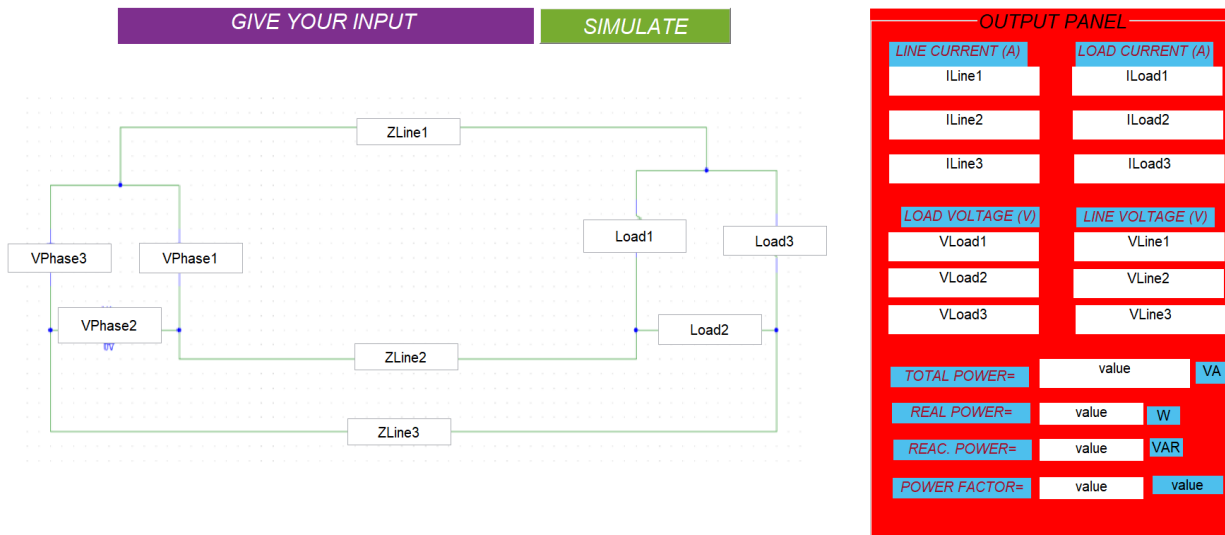 GIVE YOUR INPUT
SIMULATE
ZLine1
VPhase3
VPhase1
Load1
Load3
VPhase2
Load2
ZLine2
ZLine3
OUTPUT PANEL
LINE CURRENT (A)
LOAD CURRENT (A)
ILine1
ILoad1
ILine2
ILoad2
ILine3
ILoad3
LOAD VOLTAGE (V)
LINE VOLTAGE (V)
VLoad1
VLine1
VLoad2
VLine2
VLoad3
VLine3
TOTAL POWER=
value
VA
REAL POWER=
value
W
REAC. POWER=
value
VAR
POWER FACTOR=
value
value